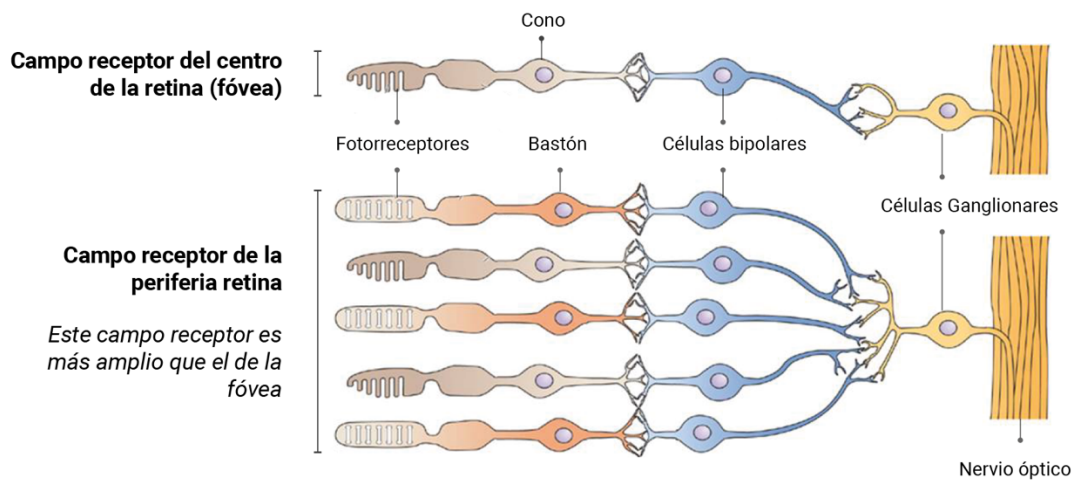 Cono
Campo receptor del centro
de la retina (fóvea)
Fotorreceptores
Bastón
Células bipolares
Células Ganglionares
Campo receptor de la
periferia retina
Este campo receptor es
más amplio que el de la
fóvea
Nervio óptico